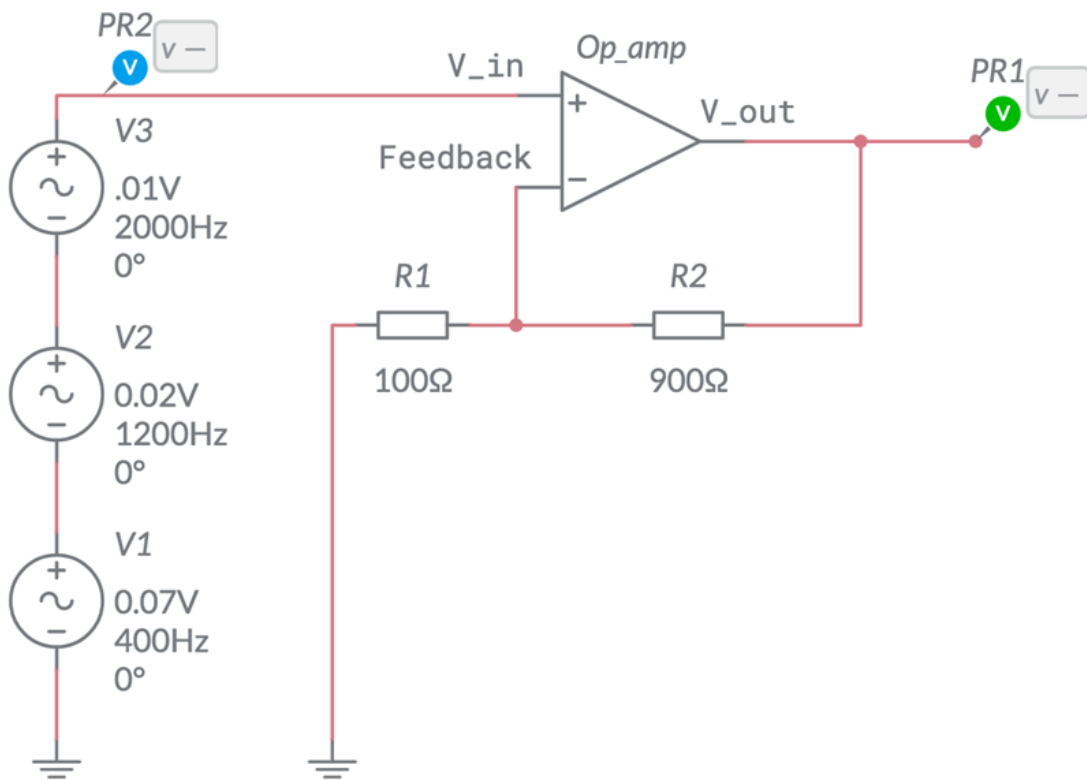 PR2
v —
V
V_in
Op_amp
+
PR1
v —
V
V_out
Feedback
−
V3
+
.01V
−
2000Hz
0°
R1
R2
100Ω
900Ω
V2
+
0.02V
−
1200Hz
0°
V1
+
0.07V
−
400Hz
0°